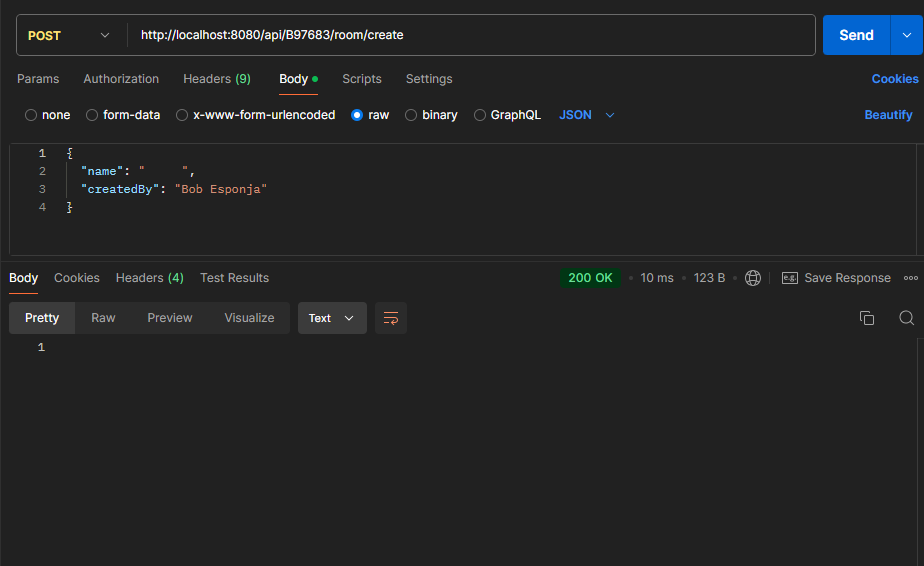 POST http://localhost:8080/api/B97683/room/create Send
Params Authorization Headers (9) Body Scripts Settings Cookies
none form-data x-www-form-urlencoded raw binary GraphQL JSON Beautify
1 {
2 "name": "     ",
3 "createdBy": "Bob Esponja"
4 }
Body Cookies Headers (4) Test Results 200 OK • 10 ms • 123 B • e.g. Save Response
Pretty Raw Preview Visualize Text
1